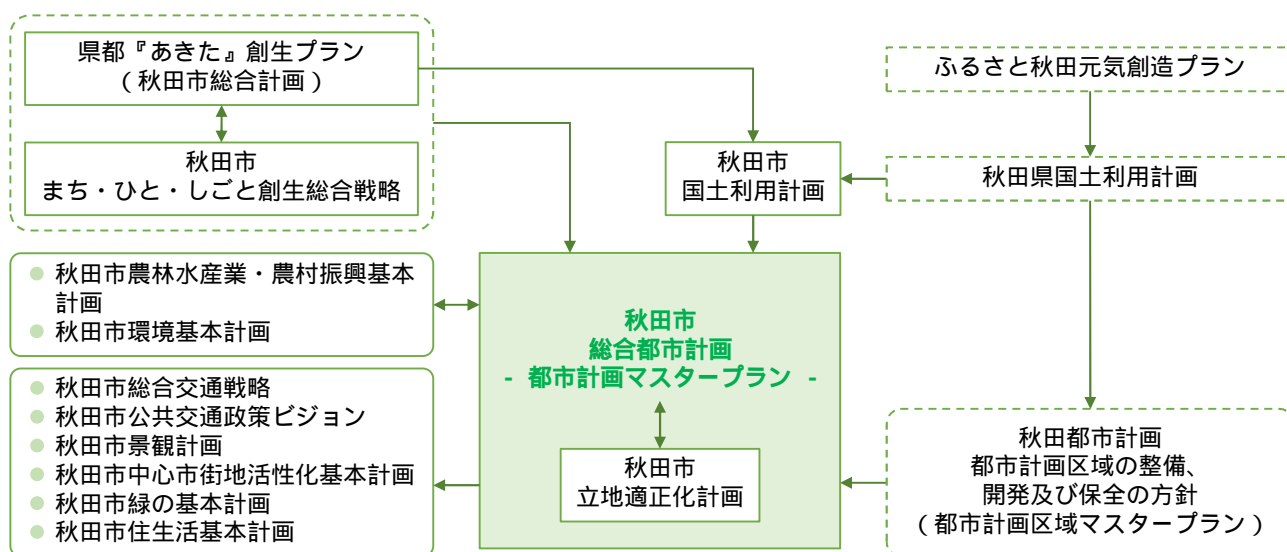 県都『あきた』創生プラン
（秋田市総合計画）
秋田市
まち・ひと・しごと創生総合戦略
秋田市
国土利用計画
ふるさと秋田元気創造プラン
秋田県国土利用計画
秋田市農林水産業・農村振興基本
計画
秋田市環境基本計画
秋田市総合交通戦略
秋田市公共交通政策ビジョン
秋田市景観計画
秋田市中心市街地活性化基本計画
秋田市緑の基本計画
秋田市住生活基本計画
秋田市
総合都市計画
- 都市計画マスタープラン -
秋田市
立地適正化計画
秋田都市計画
都市計画区域の整備、
開発及び保全の方針
（都市計画区域マスタープラン）